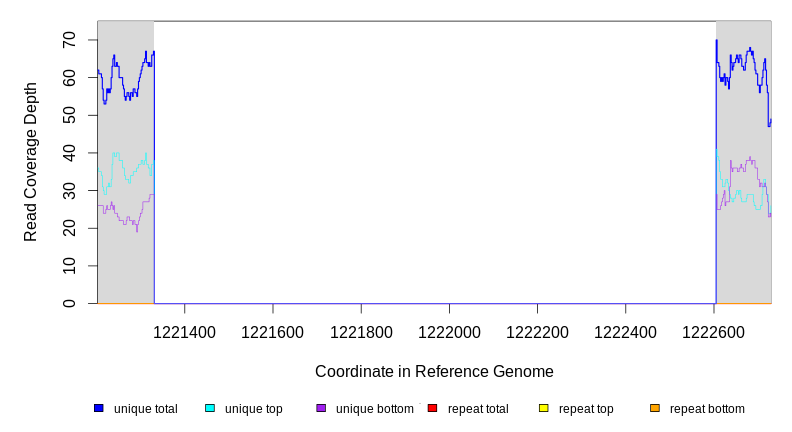 Read Coverage Depth
70
60
50
40
30
20
10
0
1221400 1221600 1221800 1222000 1222200 1222400 1222600
Coordinate in Reference Genome
unique total unique top unique bottom repeat total repeat top repeat bottom